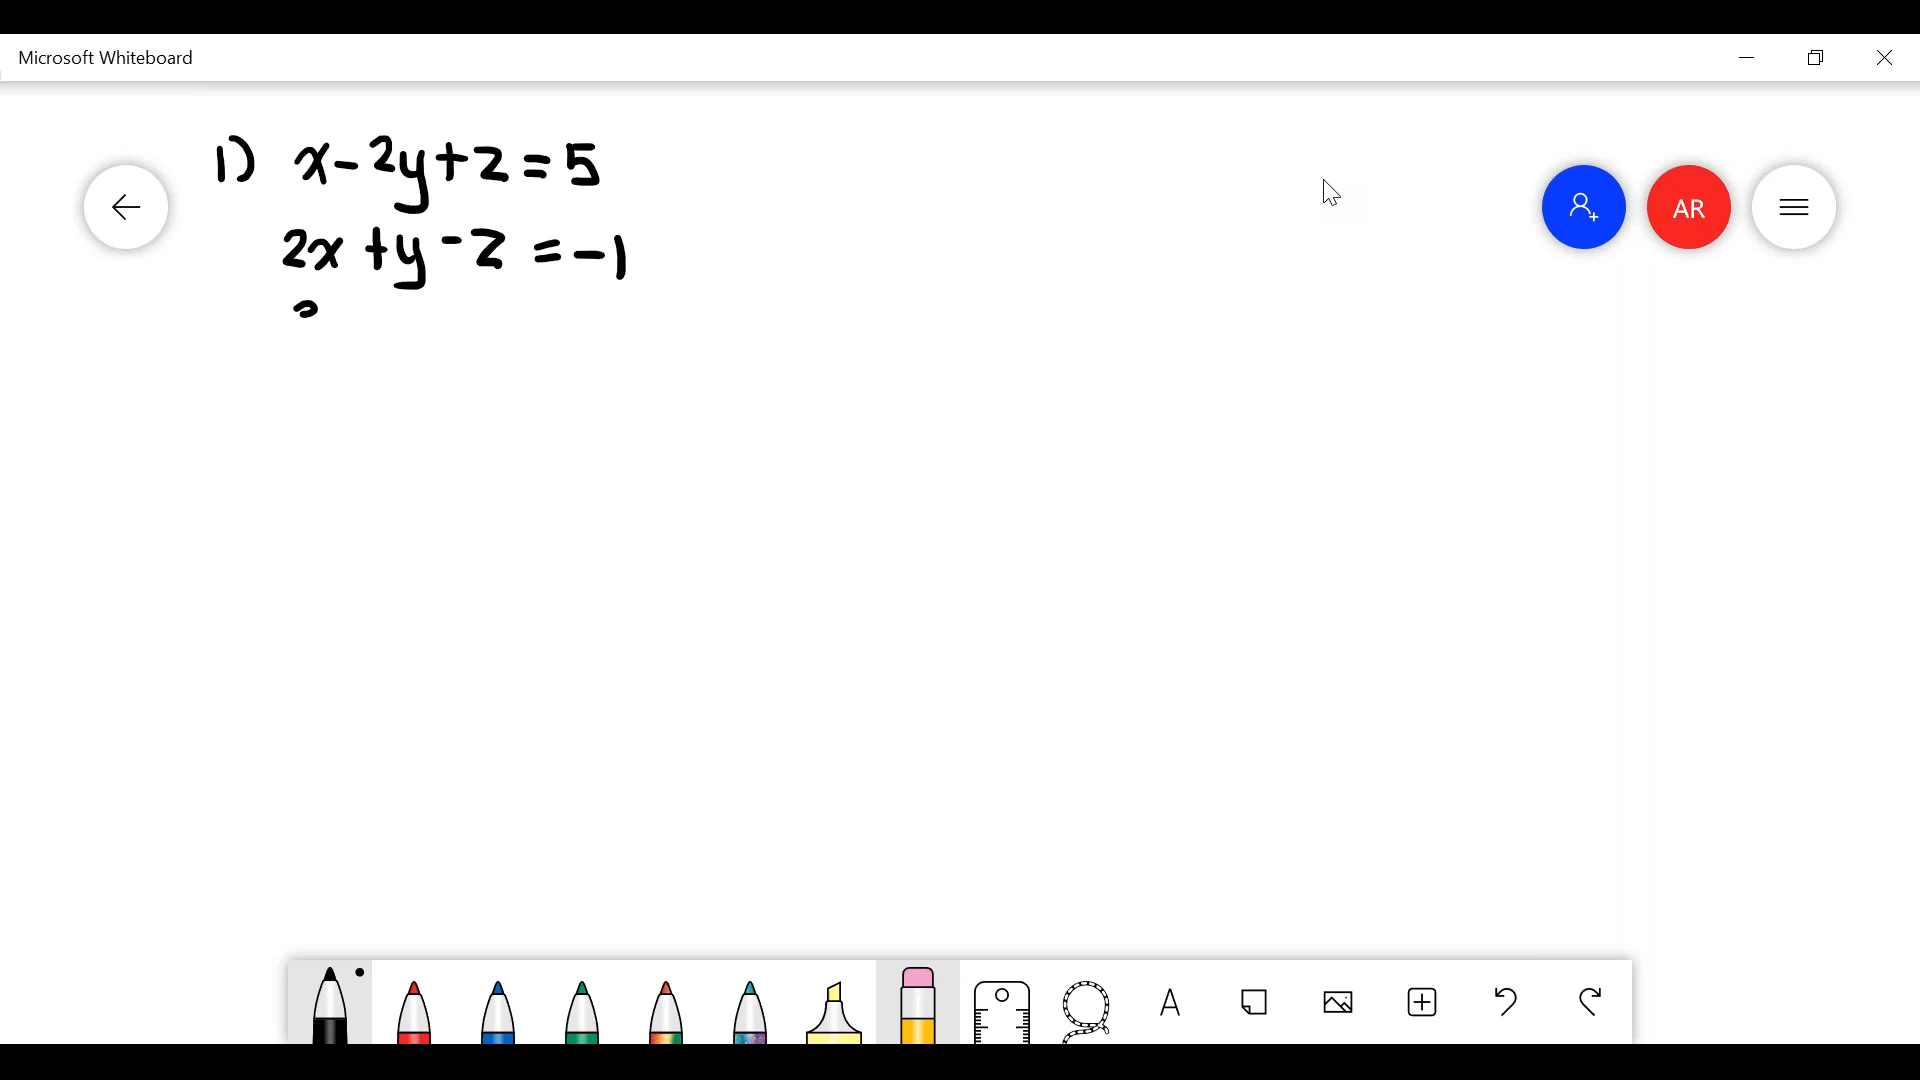 Microsoft Whiteboard
1) x-2y+z=5
2x+y-z=-1
AR
A